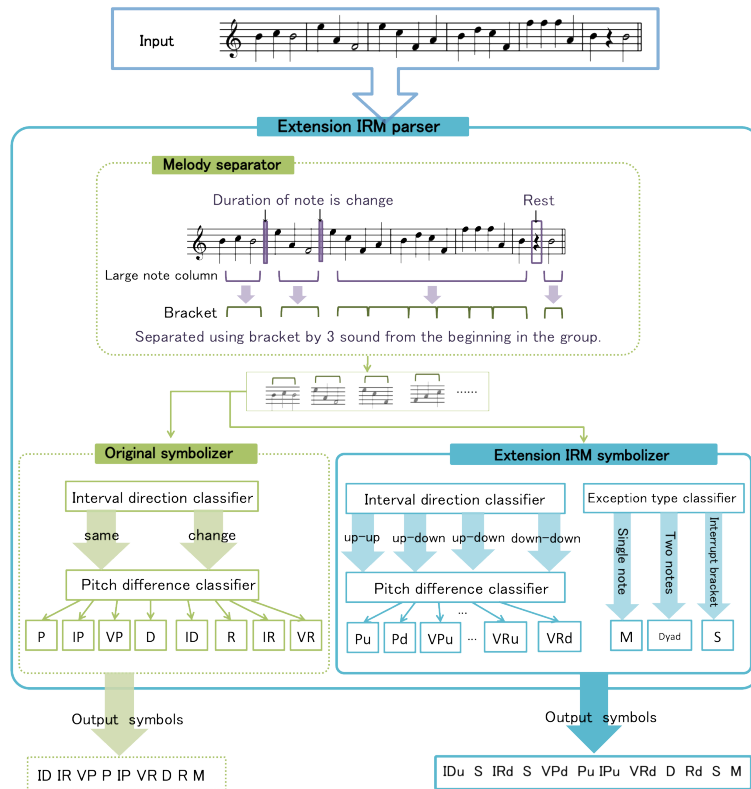 Input
Extension IRM parser
Melody separator
Duration of note is change
Rest
Large note column
Bracket
Separated using bracket by 3 sound from the beginning in the group.
......
Original symbolizer
Interval direction classifier
same
change
Pitch difference classifier
P IP VP D ID R IR VR
Output symbols
ID IR VP P IP VR D R M
Extension IRM symbolizer
Interval direction classifier
up-up up-down up-down down-down
Pitch difference classifier
...
Pu Pd VPu ... VRu VRd
Exception type classifier
Single note
Two notes
Interrupt bracket
M Dyad S
Output symbols
IDu S IRd S VPd Pu IPu VRd D Rd S M